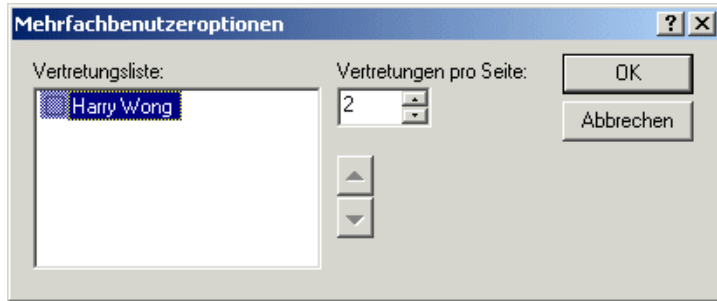 Mehrfachbenutzeroptionen
Vertretungsliste:
Harry Wong
Vertretungen pro Seite:
2
OK
Abbrechen